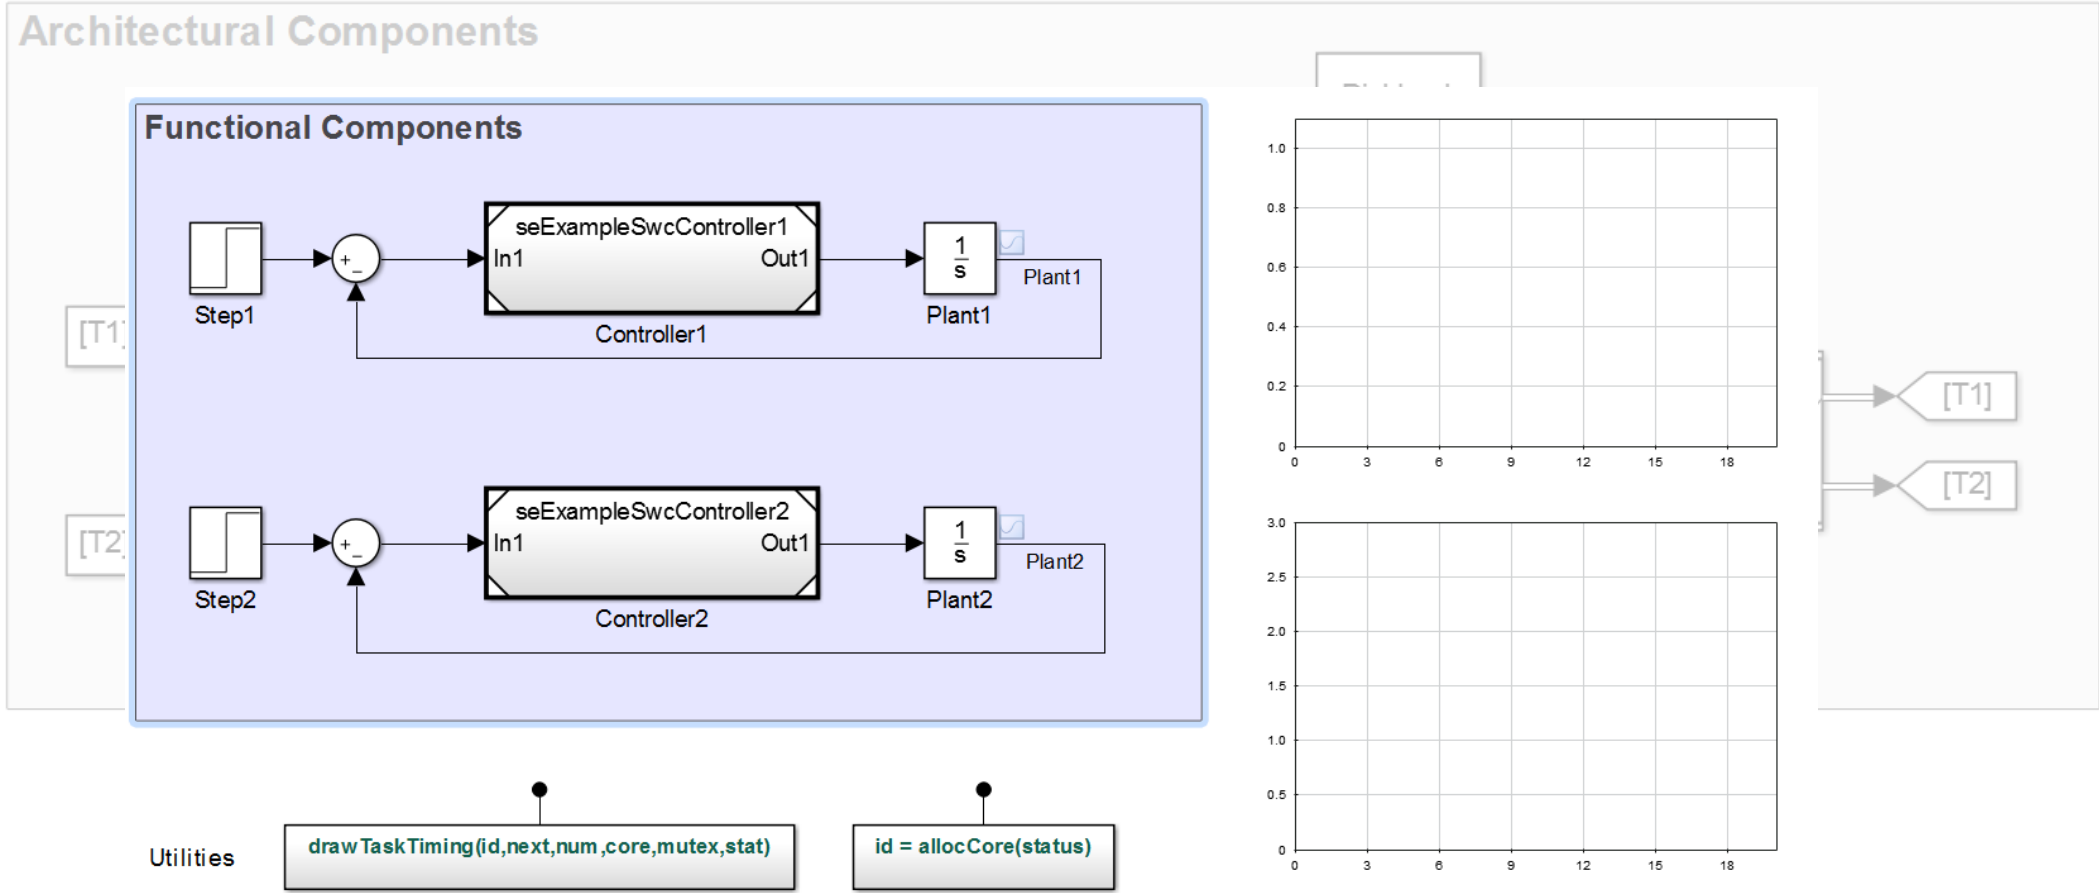 Architectural Components
Functional Components
seExampleSwcController1
In1
Out1
1
s
+
−
Step1
Controller1
Plant1
Plant1
[T1]
seExampleSwcController2
In1
Out1
1
s
+
−
Step2
Controller2
Plant2
Plant2
[T2]
1.0
0.8
0.6
0.4
0.2
0
0 3 6 9 12 15 18
3.0
2.5
2.0
1.5
1.0
0.5
0
0 3 6 9 12 15 18
[T1]
[T2]
Utilities
drawTaskTiming(id,next,num,core,mutex,stat)
id = allocCore(status)